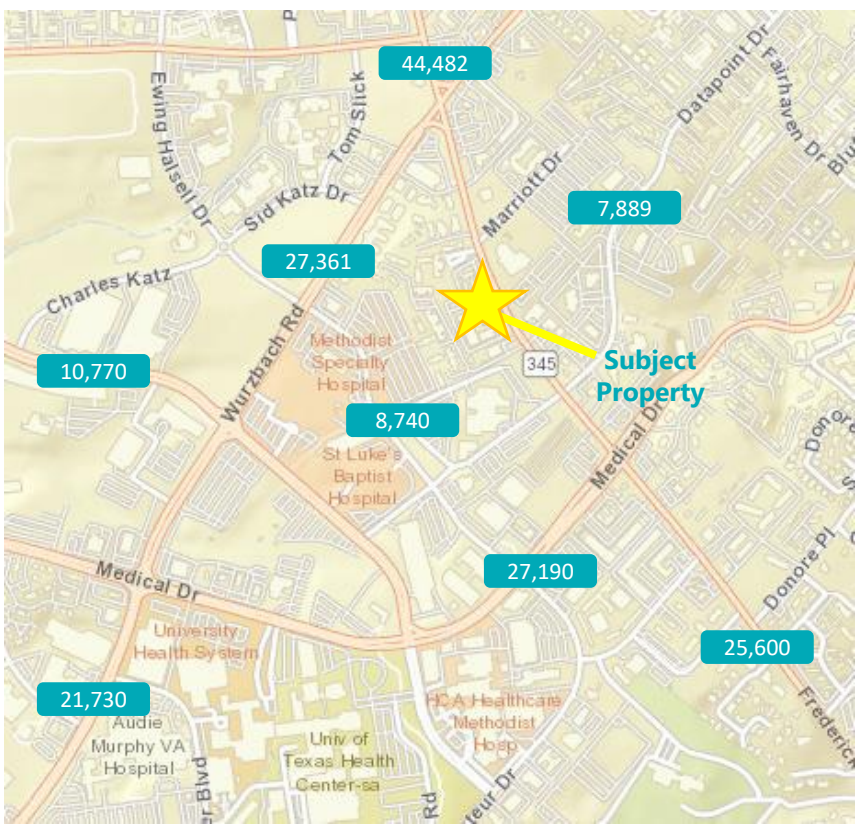 44,482
Ewing Halsell Dr
Tom Slick
Datapoint Dr
Fairhaven Dr
Sid Katz Dr
Marriott Dr
7,889
27,361
Charles Katz
Wurzbach Rd
Methodist
Specialty
Hospital
10,770
345
Subject
Property
8,740
St Luke's
Baptist
Hospital
Medical Dr
27,190
Medical Dr
Donore Pl
University
Health System
25,600
21,730
HCA Healthcare
Methodist
Hosp
Audie
Murphy VA
Hospital
Univ of
Texas Health
Center-sa
Frederick
Rd